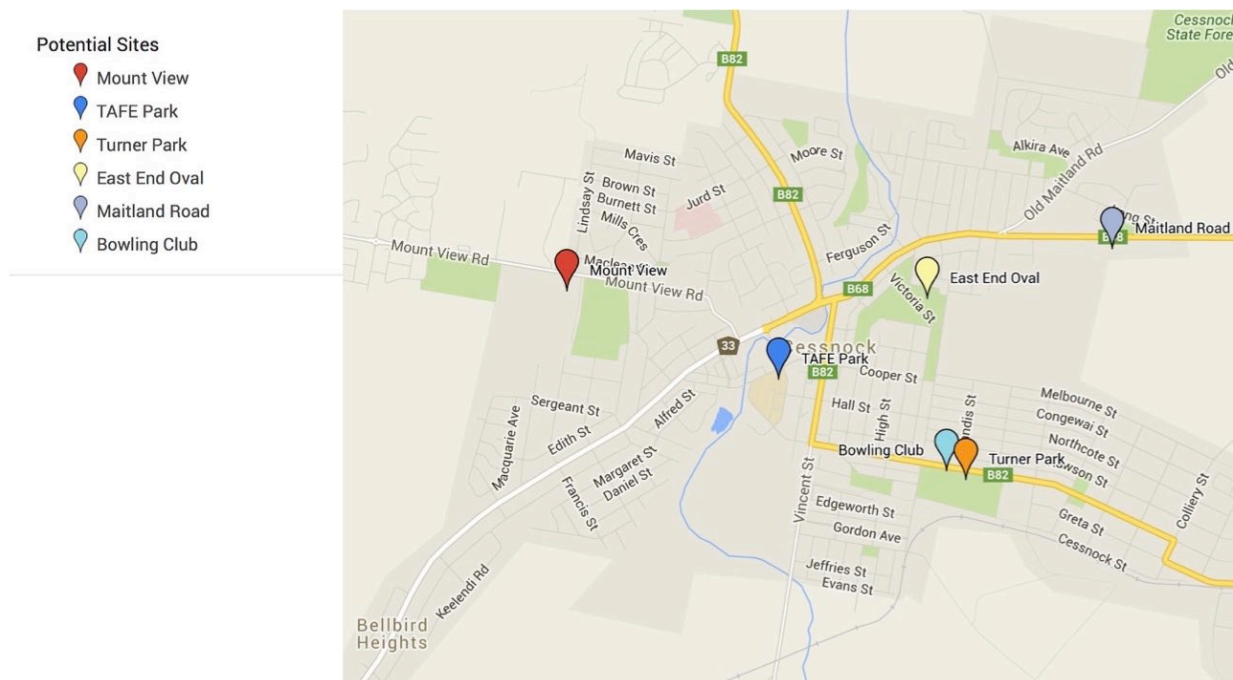 Potential Sites
Mount View
TAFE Park
Turner Park
East End Oval
Maitland Road
Bowling Club
Cessnock
State Fore
Old
B82
Mavis St
Moore St
Alkira Ave
Old Maitland Rd
Lindsay St
Brown St
Burnett St
Jurd St
B82
Mills Cres
Ferguson St
Maitland Road
Mount View Rd
Mount View
Mount View Rd
East End Oval
B68
Victoria St
33
Cessnock
TAFE Park
B82
Cooper St
Melbourne St
Sergeant St
Alfred St
Hall St
High St
Congewai St
Macquarie Ave
Edith St
Northcote St
Bowling Club
Turner Park
B82
Margaret St
Daniel St
Francis St
Vincent St
Colliery St
Edgeworth St
Gordon Ave
Greta St
Cessnock St
Jeffries St
Evans St
Keelendi Rd
Bellbird
Heights